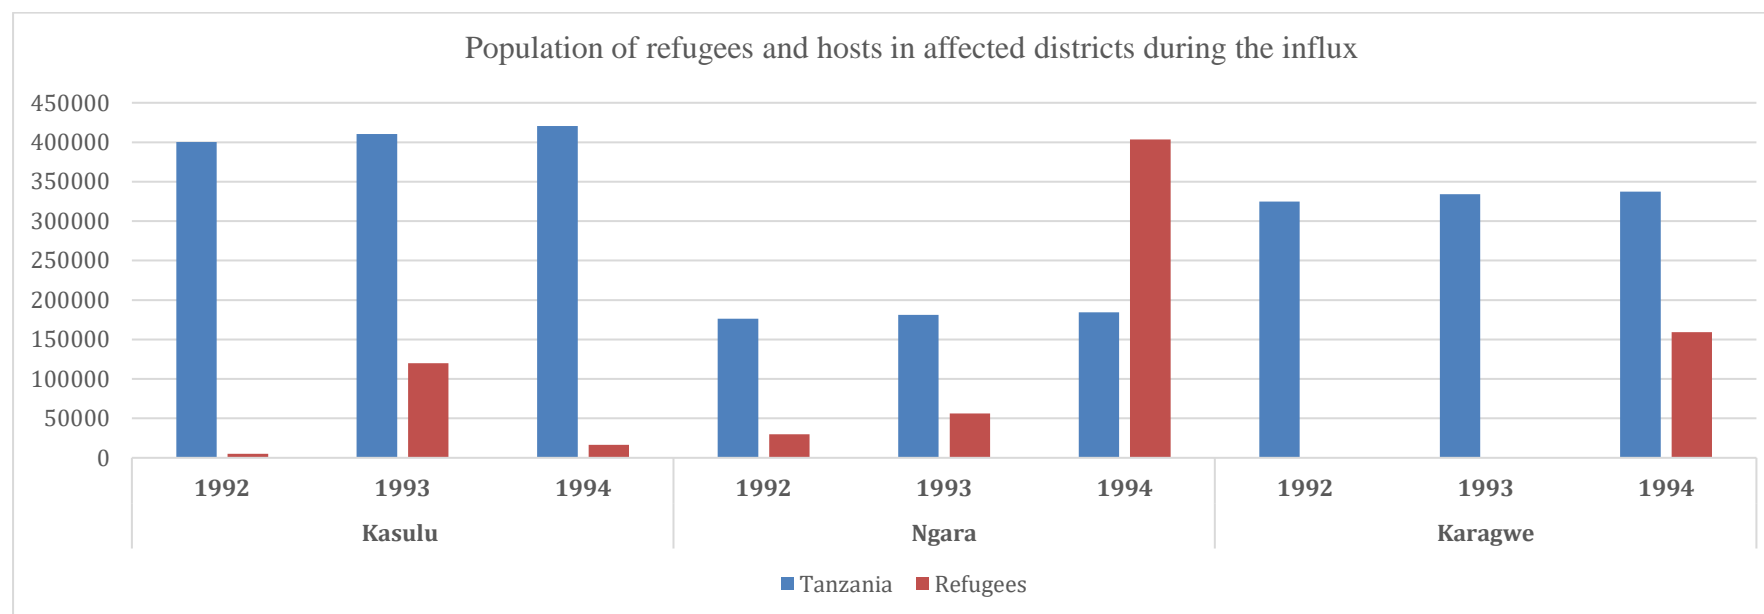 Population of refugees and hosts in affected districts during the influx
450000
400000
350000
300000
250000
200000
150000
100000
50000
0
1992 1993 1994 1992 1993 1994 1992 1993 1994
Kasulu Ngara Karagwe
Tanzania Refugees